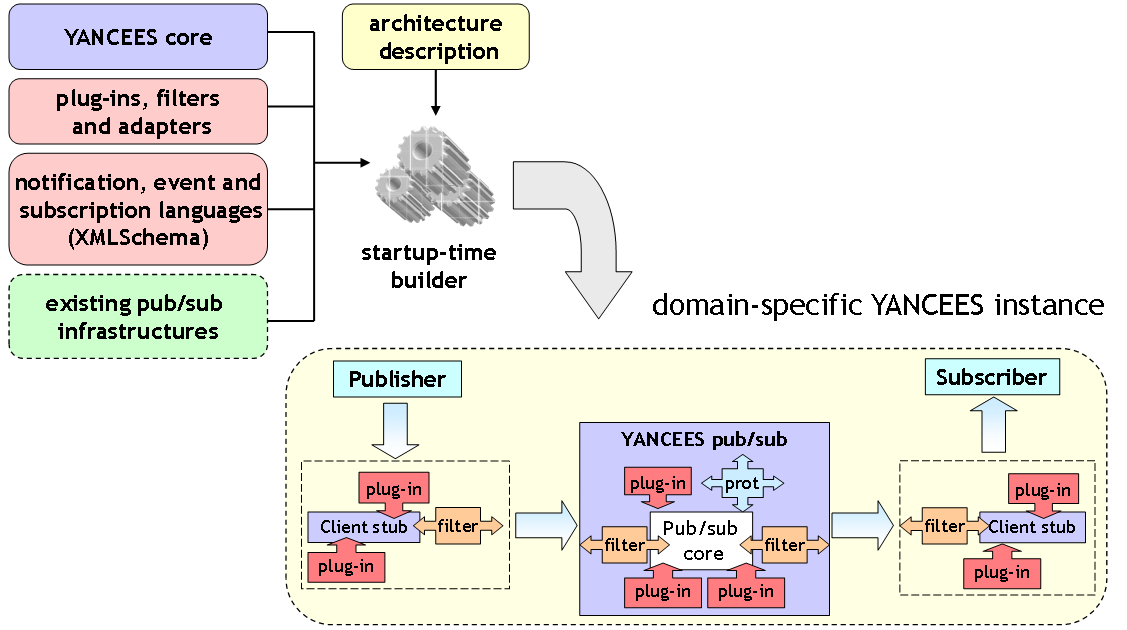 YANCEES core
plug-ins, filters
and adapters
notification, event and
subscription languages
(XMLSchema)
existing pub/sub
infrastructures
architecture
description
startup-time
builder
domain-specific YANCEES instance
Publisher
plug-in
Client stub
filter
plug-in
YANCEES pub/sub
plug-in
prot
filter
Pub/sub
core
filter
plug-in
plug-in
Subscriber
plug-in
filter
Client stub
plug-in